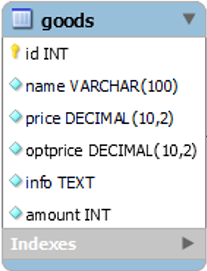 goods
id INT
name VARCHAR(100)
price DECIMAL(10,2)
optprice DECIMAL(10,2)
info TEXT
amount INT
Indexes